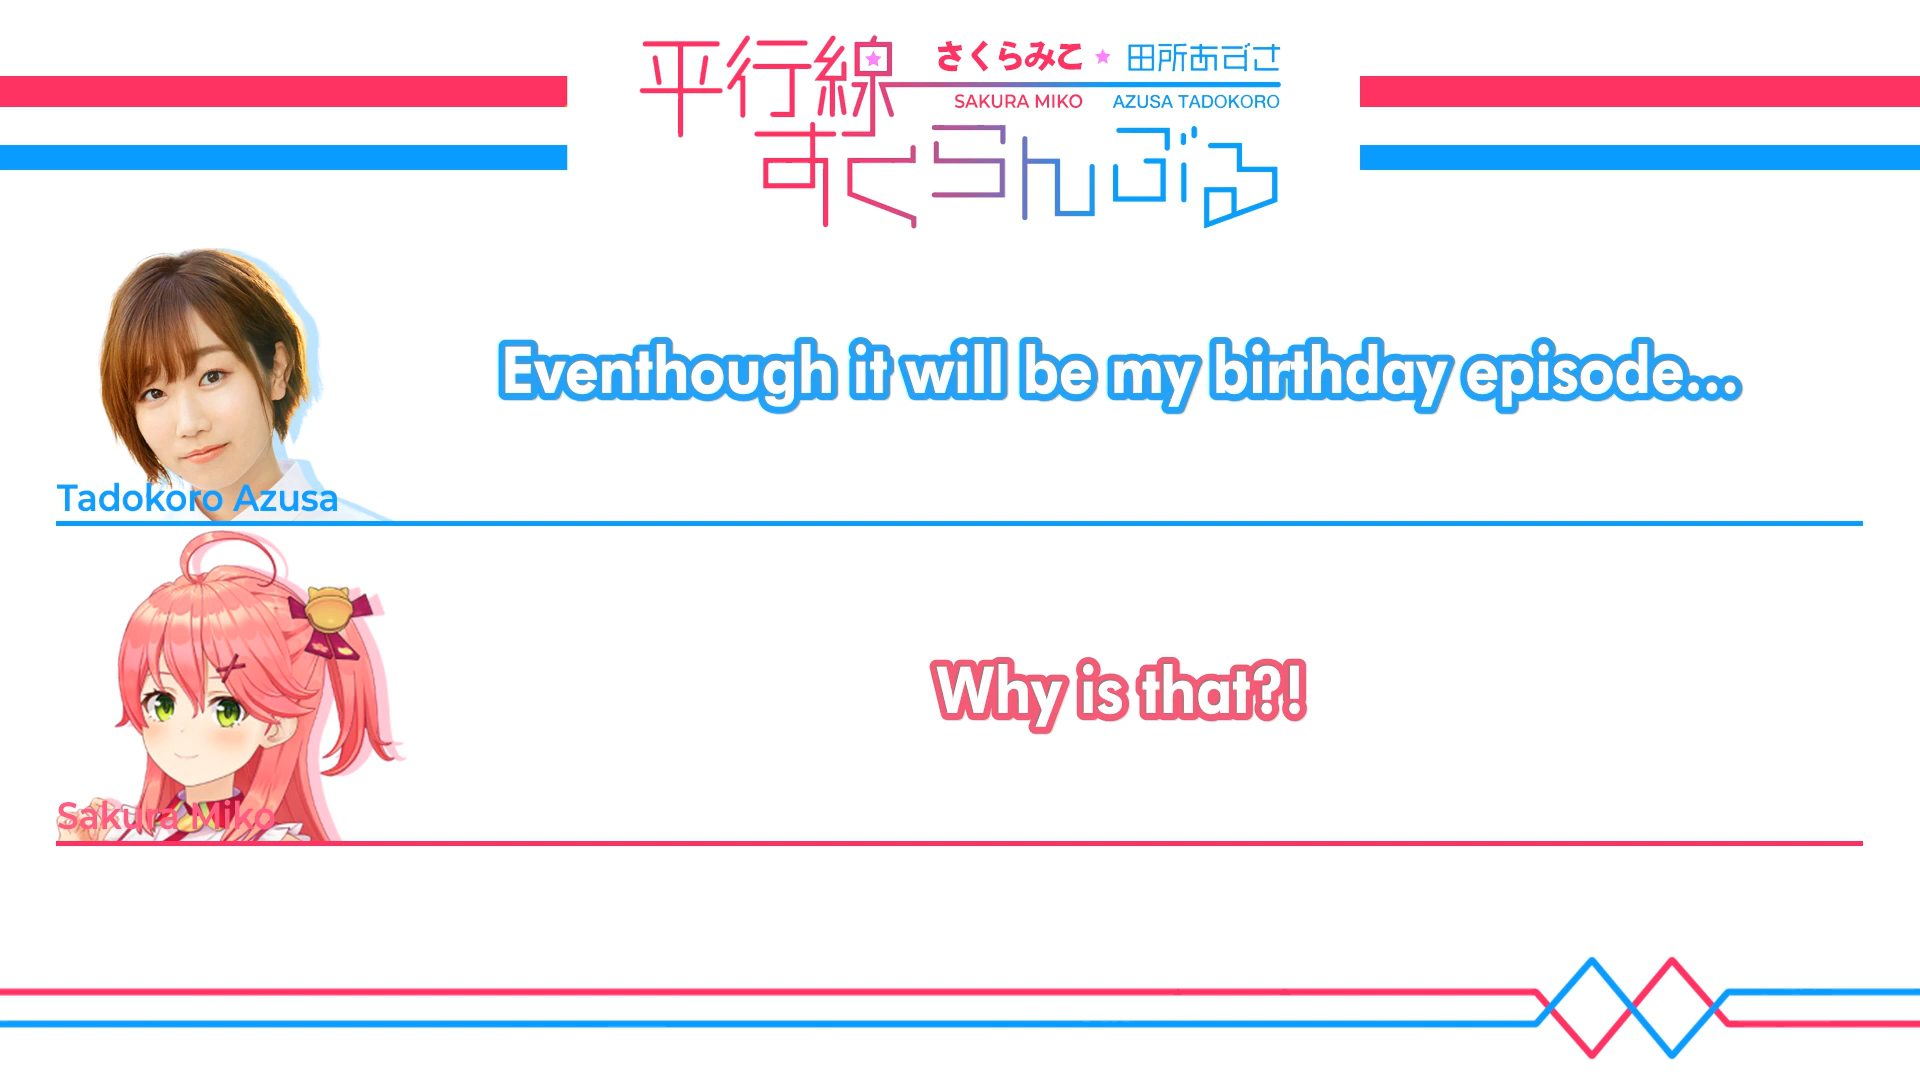 平行線
すくらんぶる
さくらみこ ★ 田所あずさ
SAKURA MIKO AZUSA TADOKORO
Eventhough it will be my birthday episode...
Tadokoro Azusa
Why is that?!
Sakura Miko